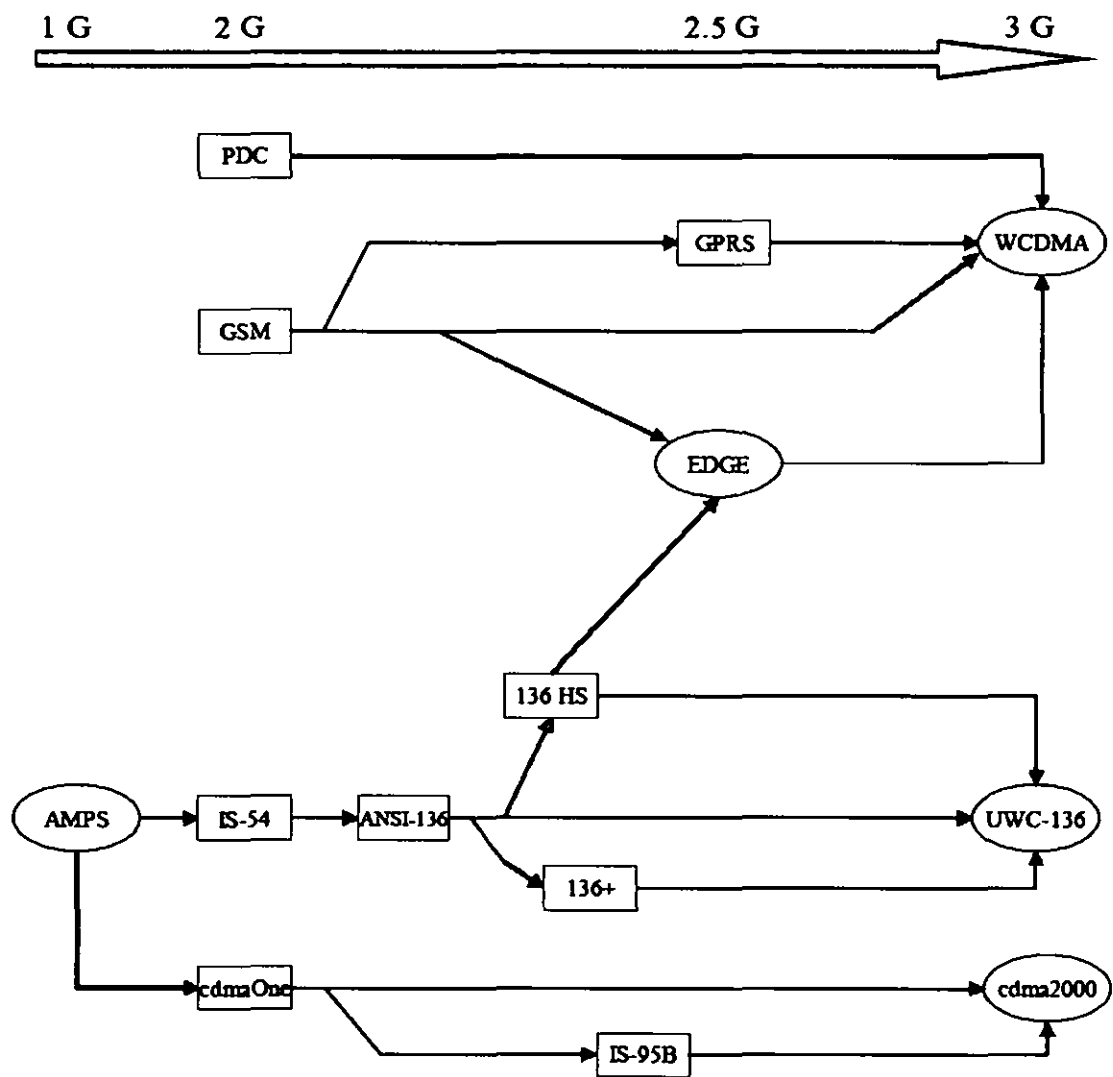 1 G 2 G 2.5 G 3 G
PDC
GPRS WCDMA
GSM
EDGE
136 HS
AMPS IS-54 ANSI-136 UWC-136
136+
cdmaOne cdma2000
IS-95B